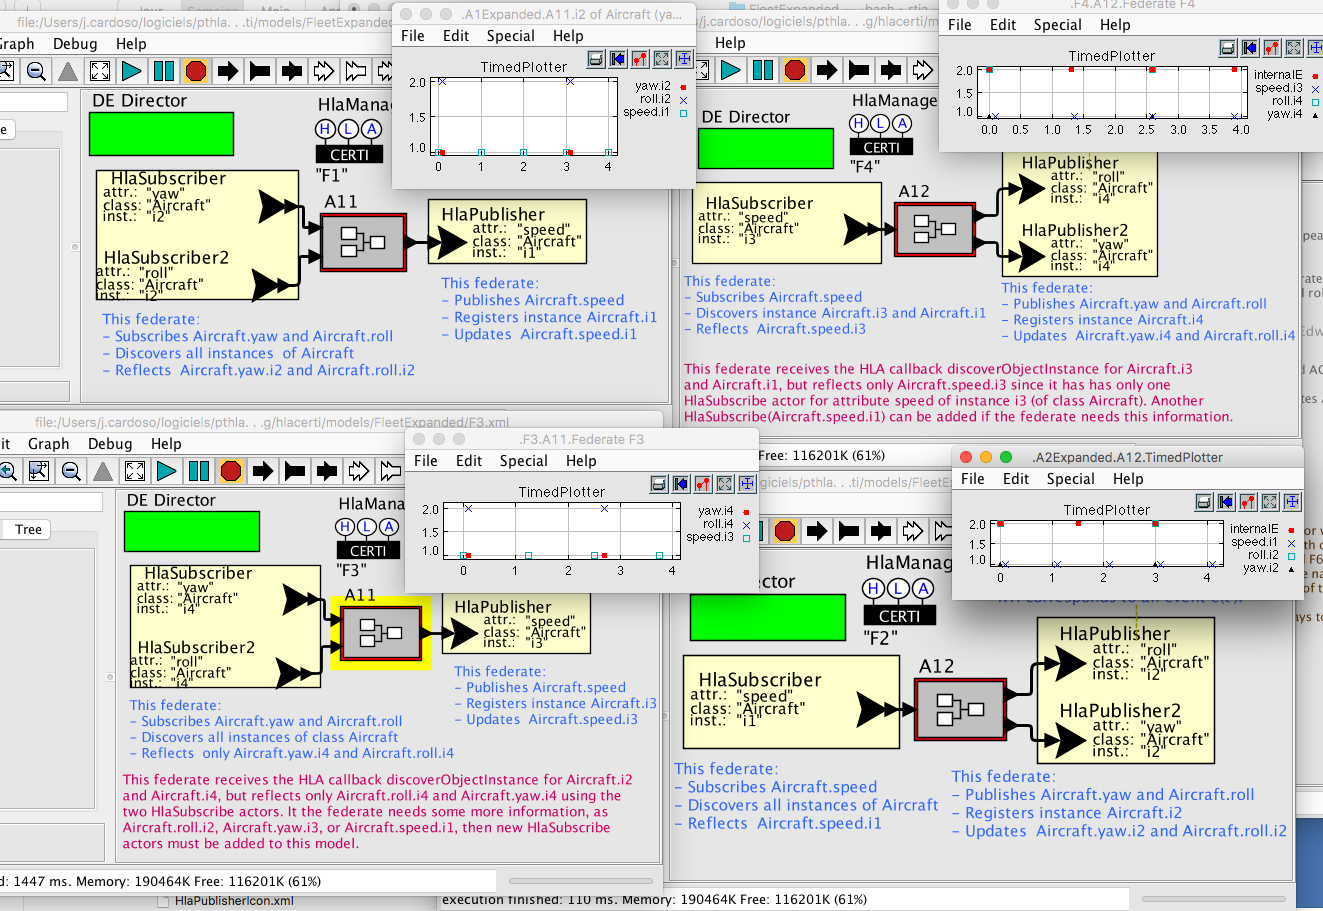 file:/Users/j.cardoso/logiciels/pthla. . .ti/models/FleetExpanded
Graph Debug Help
DE Director
HlaManag
H L A
CERTI
"F1"
HlaSubscriber
attr.: "yaw"
class: "Aircraft"
inst.: "i2"
HlaSubscriber2
attr.: "roll"
class: "Aircraft"
inst.: "i2"
A11
HlaPublisher
attr.: "speed"
class: "Aircraft"
inst.: "i1"
This federate:
– Publishes Aircraft.speed
– Registers instance Aircraft.i1
– Updates Aircraft.speed.i1
This federate:
– Subscribes Aircraft.yaw and Aircraft.roll
– Discovers all instances of Aircraft
– Reflects Aircraft.yaw.i2 and Aircraft.roll.i2
.A1Expanded.A11.i2 of Aircraft (ya...
File Edit Special Help
TimedPlotter
2.0
1.5
1.0
0 1 2 3 4
yaw.i2
roll.i2
speed.i1
g/hlacerti/models/FleetExpanded
Help
DE Director
HlaManage
H L A
CERTI
"F4"
HlaSubscriber
attr.: "speed"
class: "Aircraft"
inst.: "i3"
A12
HlaPublisher
attr.: "roll"
class: "Aircraft"
inst.: "i4"
HlaPublisher2
attr.: "yaw"
class: "Aircraft"
inst.: "i4"
This federate:
– Subscribes Aircraft.speed
– Discovers instance Aircraft.i3 and Aircraft.i1
– Reflects Aircraft.speed.i3
This federate:
– Publishes Aircraft.yaw and Aircraft.roll
– Registers instance Aircraft.i4
– Updates Aircraft.yaw.i4 and Aircraft.roll.i4
This federate receives the HLA callback discoverObjectInstance for Aircraft.i3
and Aircraft.i1, but reflects only Aircraft.speed.i3 since it has has only one
HlaSubscribe actor for attribute speed of instance i3 (of class Aircraft). Another
HlaSubscribe(Aircraft.speed.i1) can be added if the federate needs this information.
.F4.A12.Federate F4
File Edit Special Help
TimedPlotter
2.0
1.5
1.0
0.0 0.5 1.0 1.5 2.0 2.5 3.0 3.5 4.0
internalE
speed.i3
roll.i4
yaw.i4
file:/Users/j.cardoso/logiciels/pthla. . .g/hlacerti/models/FleetExpanded/F3.xml
it Graph Debug Help
Tree
DE Director
HlaMana
H L A
CERTI
"F3"
HlaSubscriber
attr.: "yaw"
class: "Aircraft"
inst.: "i4"
HlaSubscriber2
attr.: "roll"
class: "Aircraft"
inst.: "i4"
A11
HlaPublisher
attr.: "speed"
class: "Aircraft"
inst.: "i3"
This federate:
– Publishes Aircraft.speed
– Registers instance Aircraft.i3
– Updates Aircraft.speed.i3
This federate:
– Subscribes Aircraft.yaw and Aircraft.roll
– Discovers all instances of class Aircraft
– Reflects only Aircraft.yaw.i4 and Aircraft.roll.i4
This federate receives the HLA callback discoverObjectInstance for Aircraft.i2
and Aircraft.i4, but reflects only Aircraft.roll.i4 and Aircraft.yaw.i4 using the
two HlaSubscribe actors. It the federate needs some more information, as
Aircraft.roll.i2, Aircraft.yaw.i3, or Aircraft.speed.i1, then new HlaSubscribe
actors must be added to this model.
d: 1447 ms. Memory: 190464K Free: 116201K (61%)
HlaPublisherIcon.xml
.F3.A11.Federate F3
File Edit Special Help
TimedPlotter
2.0
1.5
1.0
0 1 2 3 4
yaw.i4
roll.i4
speed.i3
Free: 116201K (61%)
giciels/pthla. . .ti/models/FleetEx
ctor
HlaManag
H L A
CERTI
"F2"
HlaSubscriber
attr.: "speed"
class: "Aircraft"
inst.: "i1"
A12
HlaPublisher
attr.: "roll"
class: "Aircraft"
inst.: "i2"
HlaPublisher2
attr.: "yaw"
class: "Aircraft"
inst.: "i2"
This federate:
– Subscribes Aircraft.speed
– Discovers all instances of Aircraft
– Reflects Aircraft.speed.i1
This federate:
– Publishes Aircraft.yaw and Aircraft.roll
– Registers instance Aircraft.i2
– Updates Aircraft.yaw.i2 and Aircraft.roll.i2
execution finished: 110 ms. Memory: 190464K Free: 116201K (61%)
.A2Expanded.A12.TimedPlotter
File Edit Special Help
TimedPlotter
2.0
1.5
1.0
0 1 2 3 4
internalE
speed.i1
roll.i2
yaw.i2